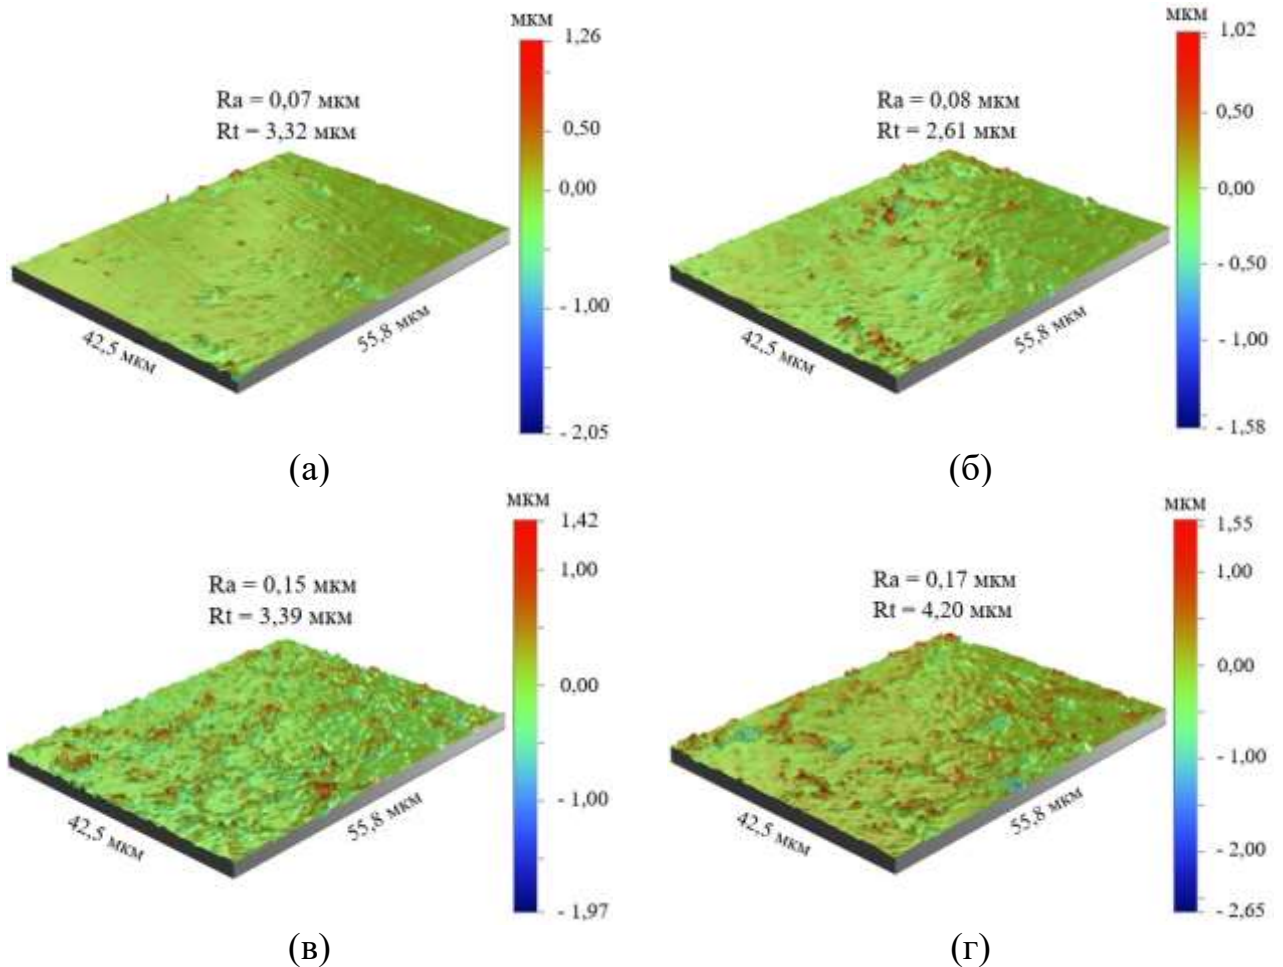 мкм
1,26
Ra = 0,07 мкм
Rt = 3,32 мкм
0,50
0,00
- 1,00
- 2,05
42,5 мкм
55,8 мкм
(а)
мкм
1,02
Ra = 0,08 мкм
Rt = 2,61 мкм
0,50
0,00
- 0,50
- 1,00
- 1,58
42,5 мкм
55,8 мкм
(б)
мкм
1,42
1,00
Ra = 0,15 мкм
Rt = 3,39 мкм
0.00
- 1,00
- 1,97
42,5 мкм
55,8 мкм
(в)
мкм
1,55
1,00
Ra = 0,17 мкм
Rt = 4,20 мкм
0,00
- 1,00
- 2,00
- 2,65
42,5 мкм
55,8 мкм
(г)